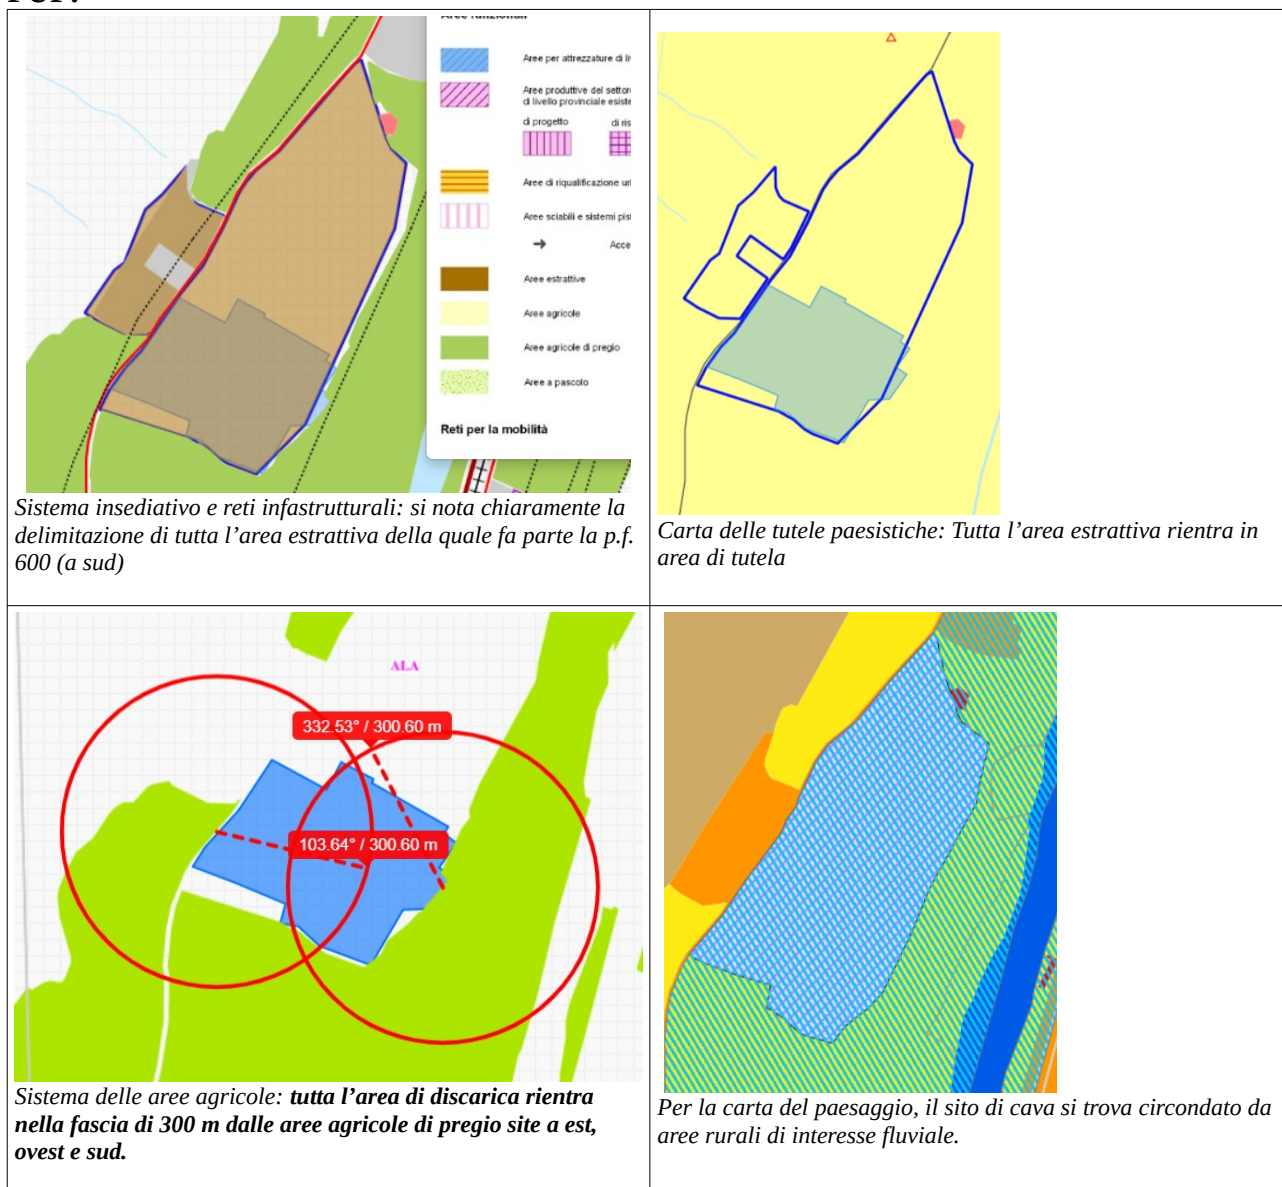 Aree per attrezzature di li
Aree produttive del settor
di livello provinciale esiste
di progetto
di ris
Aree di riqualificazione ur
Aree sciabili e sistemi pist
Acce
Aree estrattive
Aree agricole
Aree agricole di pregio
Aree a pascolo
Reti per la mobilità
Sistema insediativo e reti infastrutturali: si nota chiaramente la
delimitazione di tutta l’area estrattiva della quale fa parte la p.f.
600 (a sud)
Carta delle tutele paesistiche: Tutta l’area estrattiva rientra in
area di tutela
ALA
332.53° / 300.60 m
103.64° / 300.60 m
Sistema delle aree agricole: tutta l’area di discarica rientra
nella fascia di 300 m dalle aree agricole di pregio site a est,
ovest e sud.
Per la carta del paesaggio, il sito di cava si trova circondato da
aree rurali di interesse fluviale.